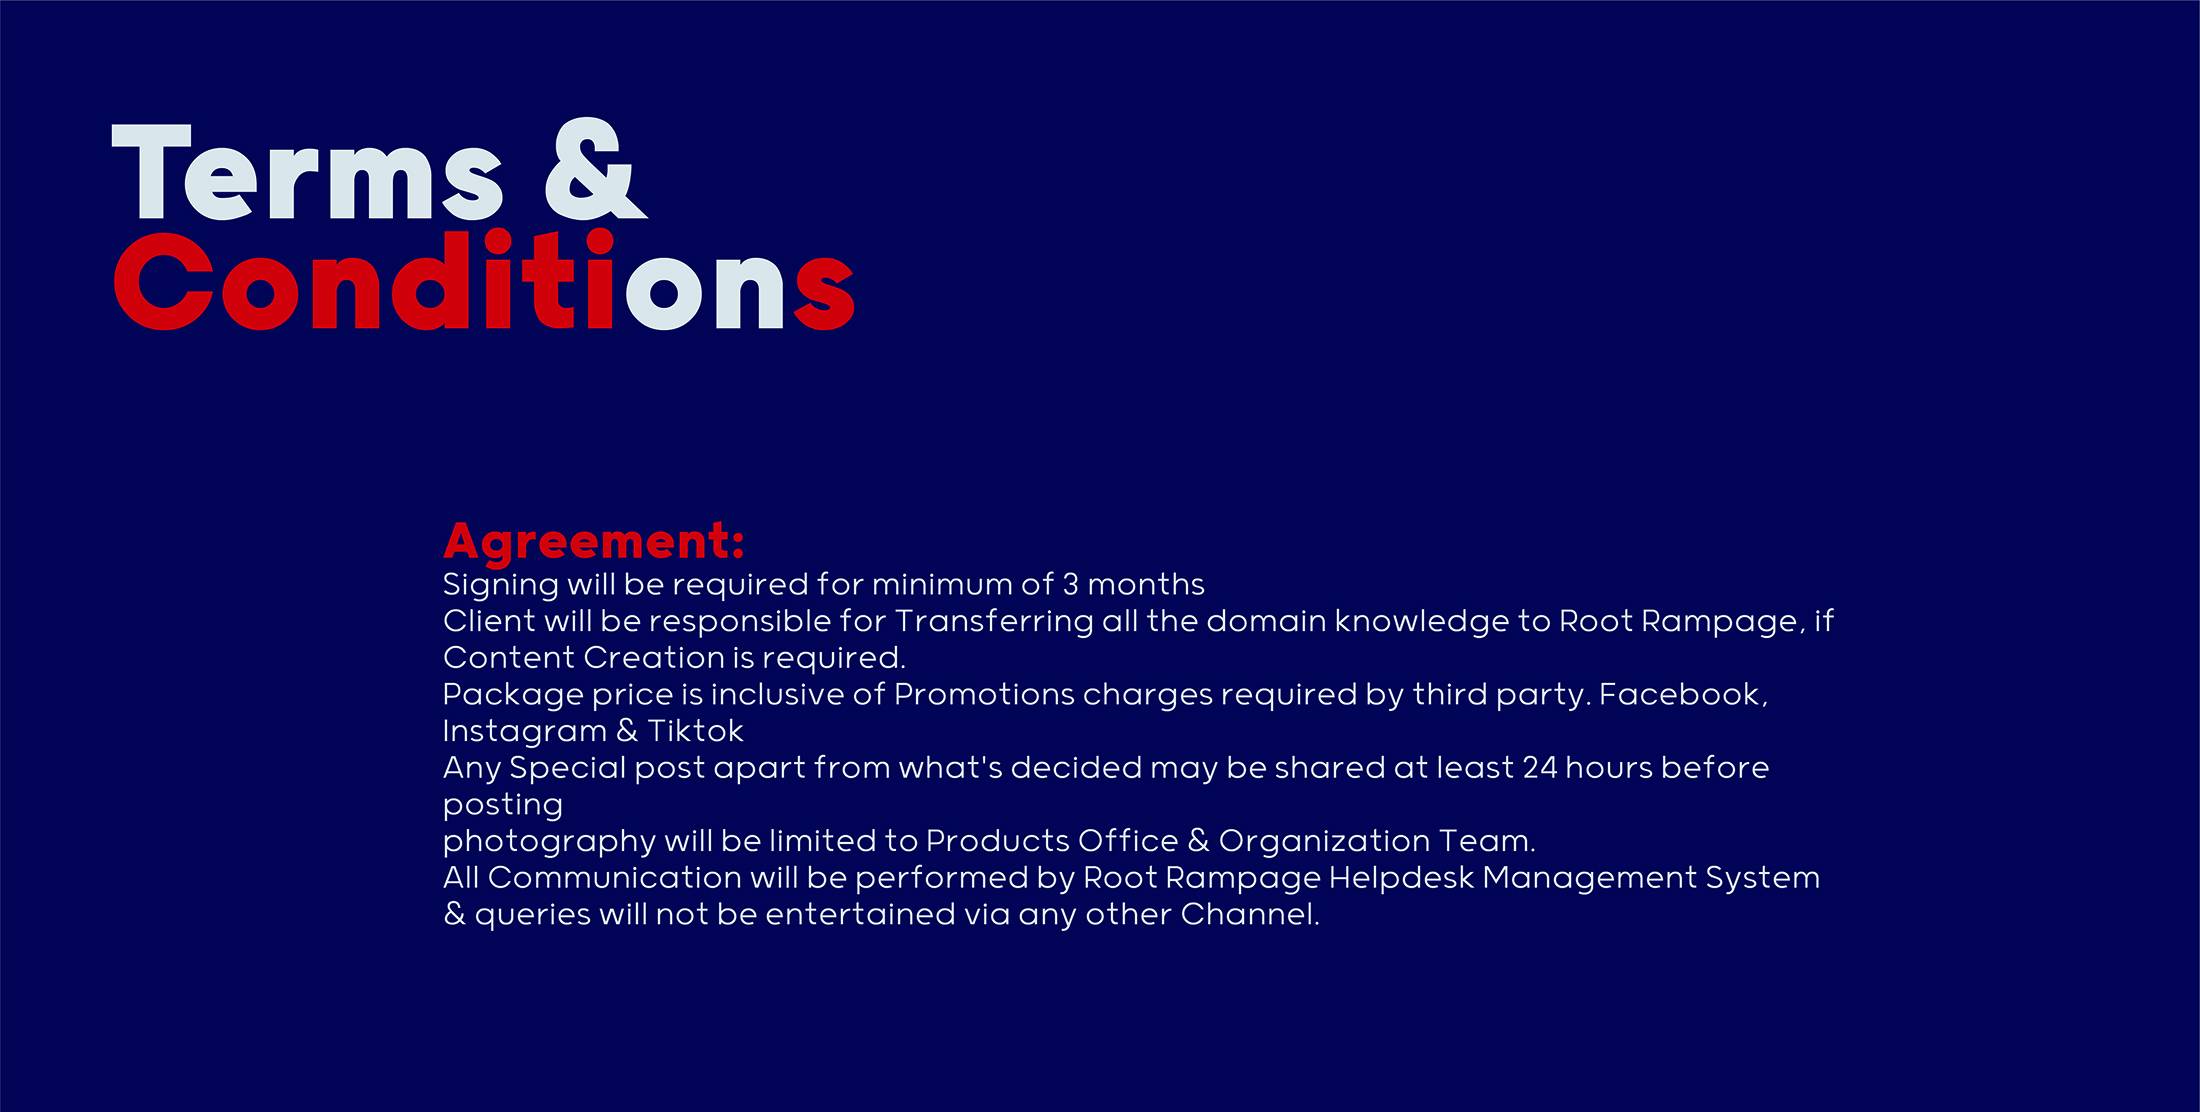 Terms &
Conditions
Agreement:
Signing will be required for minimum of 3 months
Client will be responsible for Transferring all the domain knowledge to Root Rampage, if
Content Creation is required.
Package price is inclusive of Promotions charges required by third party. Facebook,
Instagram & Tiktok
Any Special post apart from what's decided may be shared at least 24 hours before
posting
photography will be limited to Products Office & Organization Team.
All Communication will be performed by Root Rampage Helpdesk Management System
& queries will not be entertained via any other Channel.